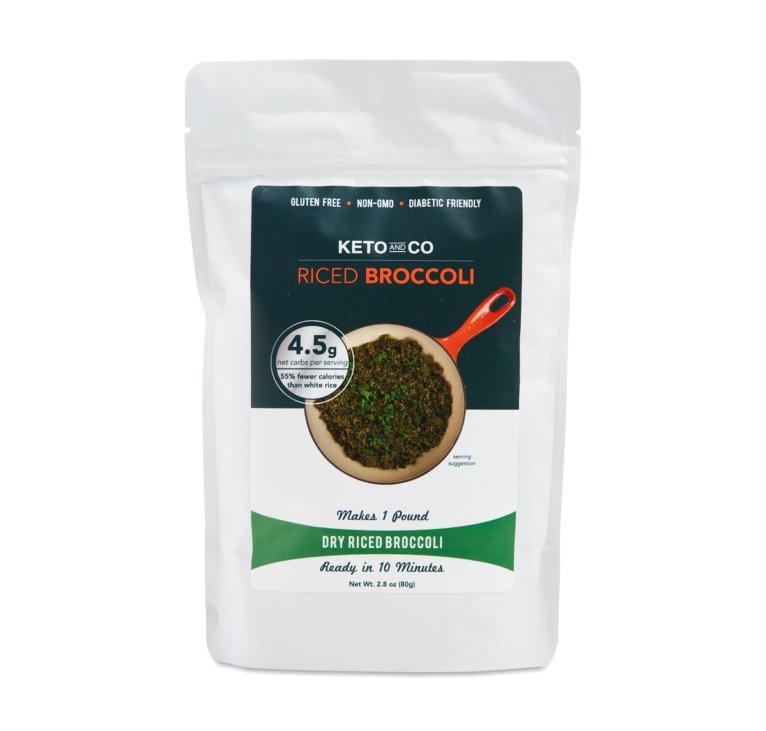 GLUTEN FREE • NON-GMO • DIABETIC FRIENDLY
KETO AND CO
RICED BROCCOLI
4.5g
net carbs per serving
55% fewer calories
than white rice
serving
suggestion
Makes 1 Pound
DRY RICED BROCCOLI
Ready in 10 Minutes
Net Wt. 2.8 oz (80g)